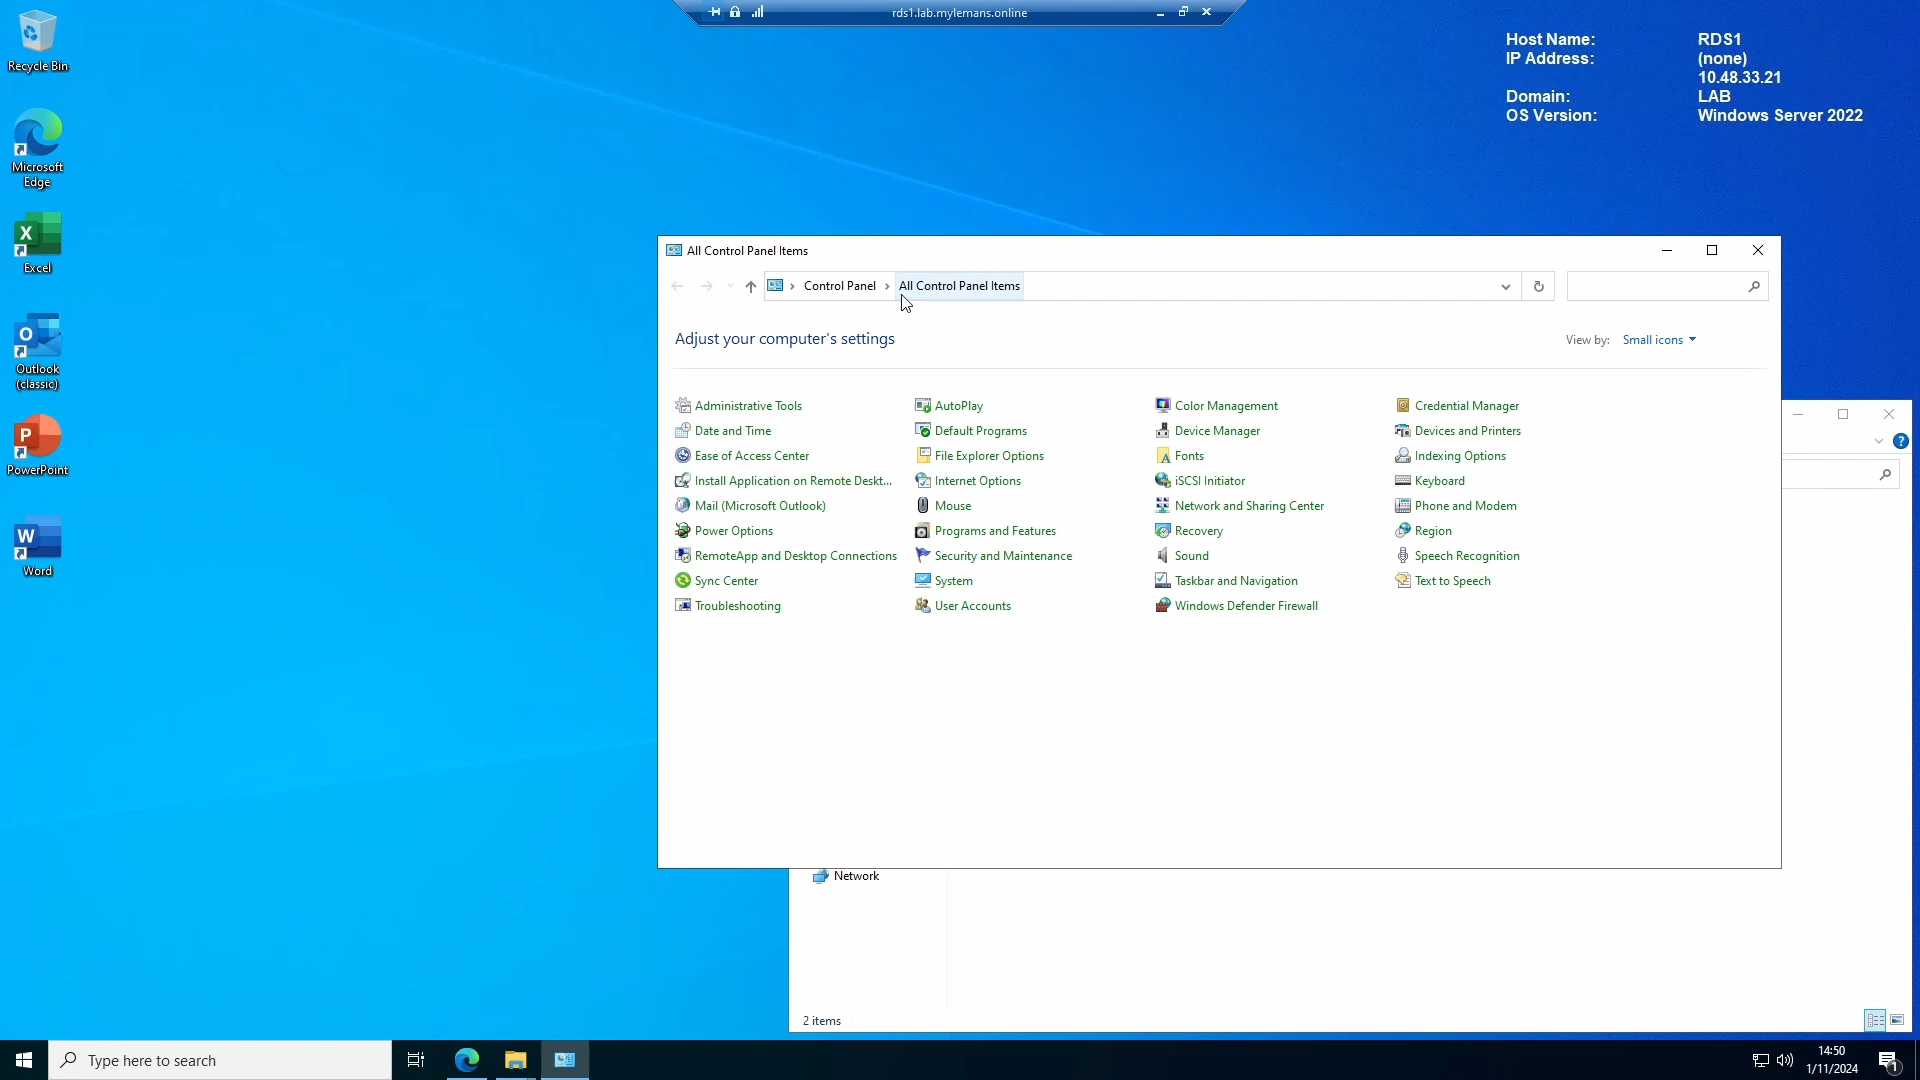 rds1.lab.mylemans.online
Host Name: RDS1
IP Address: (none)
10.48.33.21
Domain: LAB
OS Version: Windows Server 2022
Recycle Bin
Microsoft
Edge
Excel
Outlook
(classic)
PowerPoint
Word
All Control Panel Items
Control Panel > All Control Panel Items
Adjust your computer's settings
View by: Small icons
Administrative Tools
AutoPlay
Color Management
Credential Manager
Date and Time
Default Programs
Device Manager
Devices and Printers
Ease of Access Center
File Explorer Options
Fonts
Indexing Options
Install Application on Remote Deskt...
Internet Options
iSCSI Initiator
Keyboard
Mail (Microsoft Outlook)
Mouse
Network and Sharing Center
Phone and Modem
Power Options
Programs and Features
Recovery
Region
RemoteApp and Desktop Connections
Security and Maintenance
Sound
Speech Recognition
Sync Center
System
Taskbar and Navigation
Text to Speech
Troubleshooting
User Accounts
Windows Defender Firewall
Network
2 items
Type here to search
14:50
1/11/2024
1